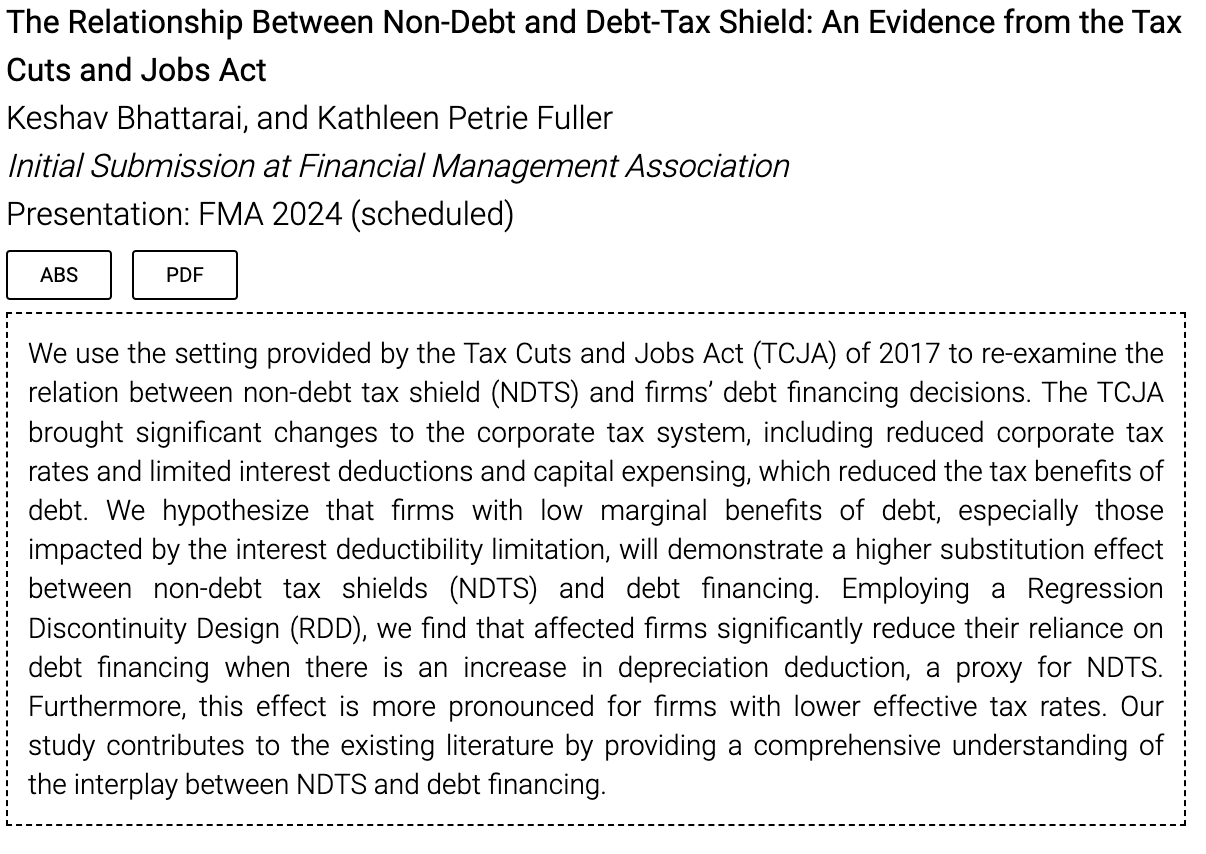 The Relationship Between Non-Debt and Debt-Tax Shield: An Evidence from the Tax
Cuts and Jobs Act
Keshav Bhattarai, and Kathleen Petrie Fuller
Initial Submission at Financial Management Association
Presentation: FMA 2024 (scheduled)
ABS PDF
We use the setting provided by the Tax Cuts and Jobs Act (TCJA) of 2017 to re-examine the
relation between non-debt tax shield (NDTS) and firms’ debt financing decisions. The TCJA
brought significant changes to the corporate tax system, including reduced corporate tax
rates and limited interest deductions and capital expensing, which reduced the tax benefits of
debt. We hypothesize that firms with low marginal benefits of debt, especially those
impacted by the interest deductibility limitation, will demonstrate a higher substitution effect
between non-debt tax shields (NDTS) and debt financing. Employing a Regression
Discontinuity Design (RDD), we find that affected firms significantly reduce their reliance on
debt financing when there is an increase in depreciation deduction, a proxy for NDTS.
Furthermore, this effect is more pronounced for firms with lower effective tax rates. Our
study contributes to the existing literature by providing a comprehensive understanding of
the interplay between NDTS and debt financing.